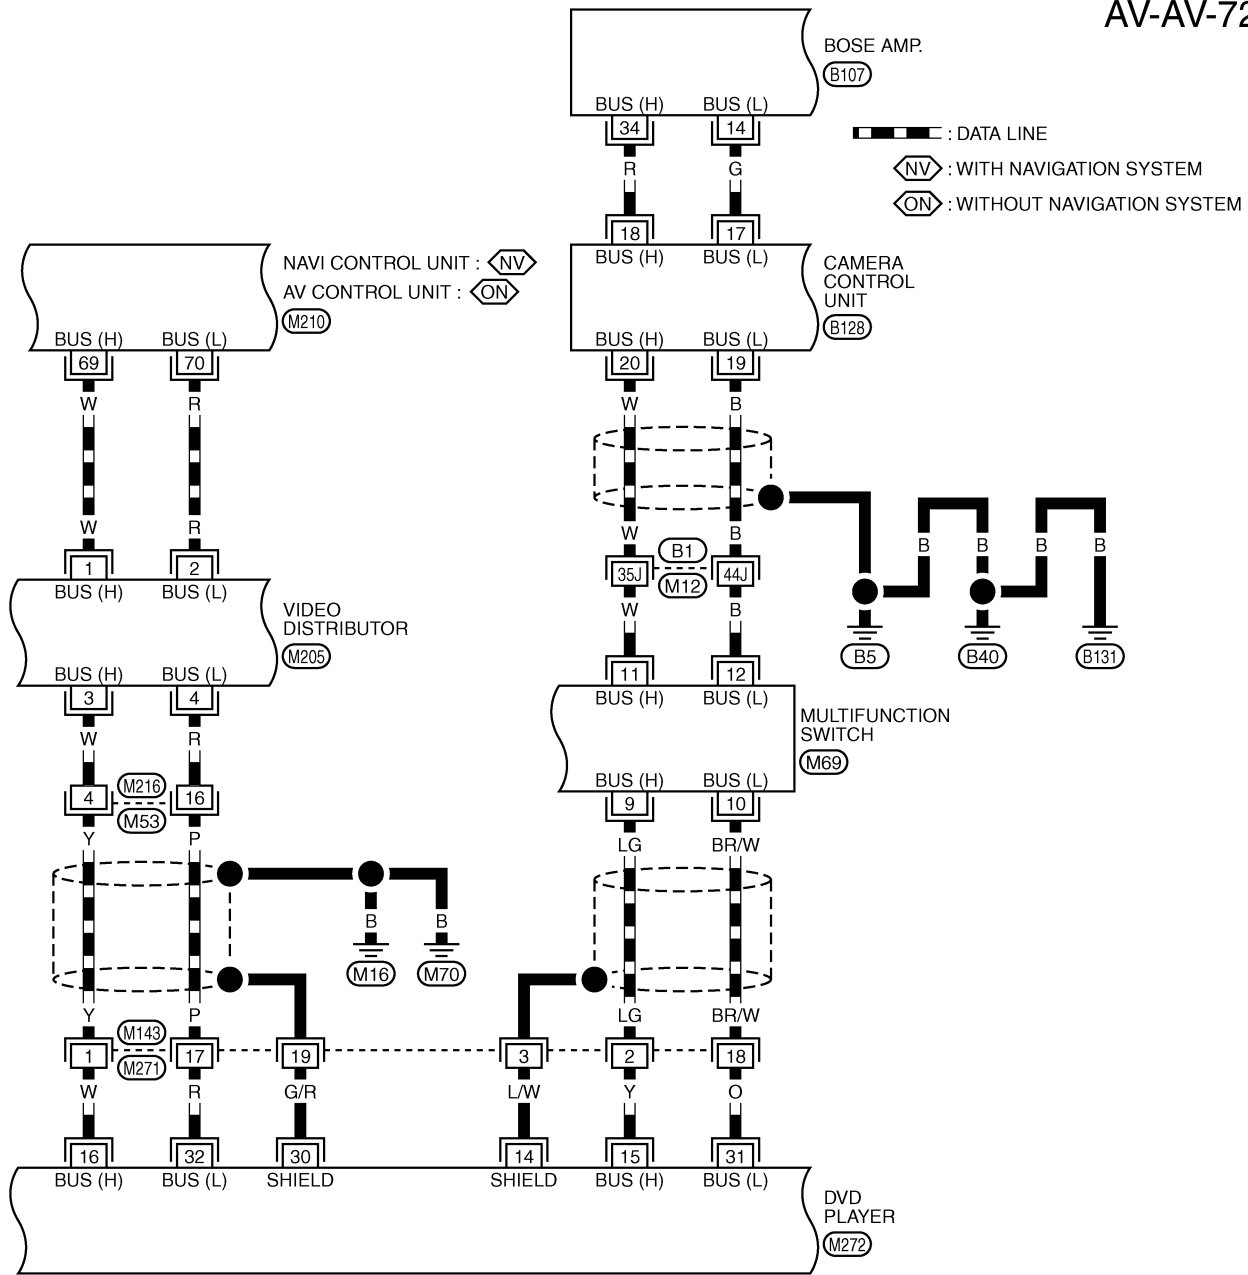 AV-AV-72
BOSE AMP.
B107
BUS (H) BUS (L)
34 14
: DATA LINE
R G
NV : WITH NAVIGATION SYSTEM
ON : WITHOUT NAVIGATION SYSTEM
18 17
BUS (H) BUS (L)
NAVI CONTROL UNIT : NV
AV CONTROL UNIT : ON
M210
CAMERA
CONTROL
UNIT
B128
BUS (H) BUS (L) BUS (H) BUS (L)
69 70 20 19
W R W B
W R W B
B B B B
1 2
BUS (H) BUS (L)
B1
35J 44J
M12
W B
VIDEO
DISTRIBUTOR
M205
B5 B40 B131
BUS (H) BUS (L)
3 4
11 12
BUS (H) BUS (L)
MULTIFUNCTION
SWITCH
M69
W R
BUS (H) BUS (L)
M216
4 16
M53
9 10
Y P LG BR/W
B B
M16 M70
Y P LG BR/W
M143
1 17 19 3 2 18
M271
W R G/R L/W Y O
16 32 30 14 15 31
BUS (H) BUS (L) SHIELD SHIELD BUS (H) BUS (L)
DVD
PLAYER
M272